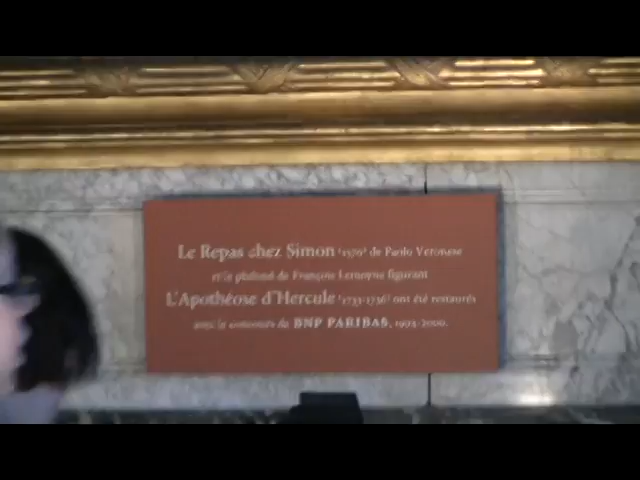 Le Repas chez Simon (1570) de Paolo Veronese
et le plafond de François Lemoyne figurant
L'Apothéose d'Hercule (1733-1736) ont été restaurés
avec le concours de BNP PARIBAS, 1994-2000.